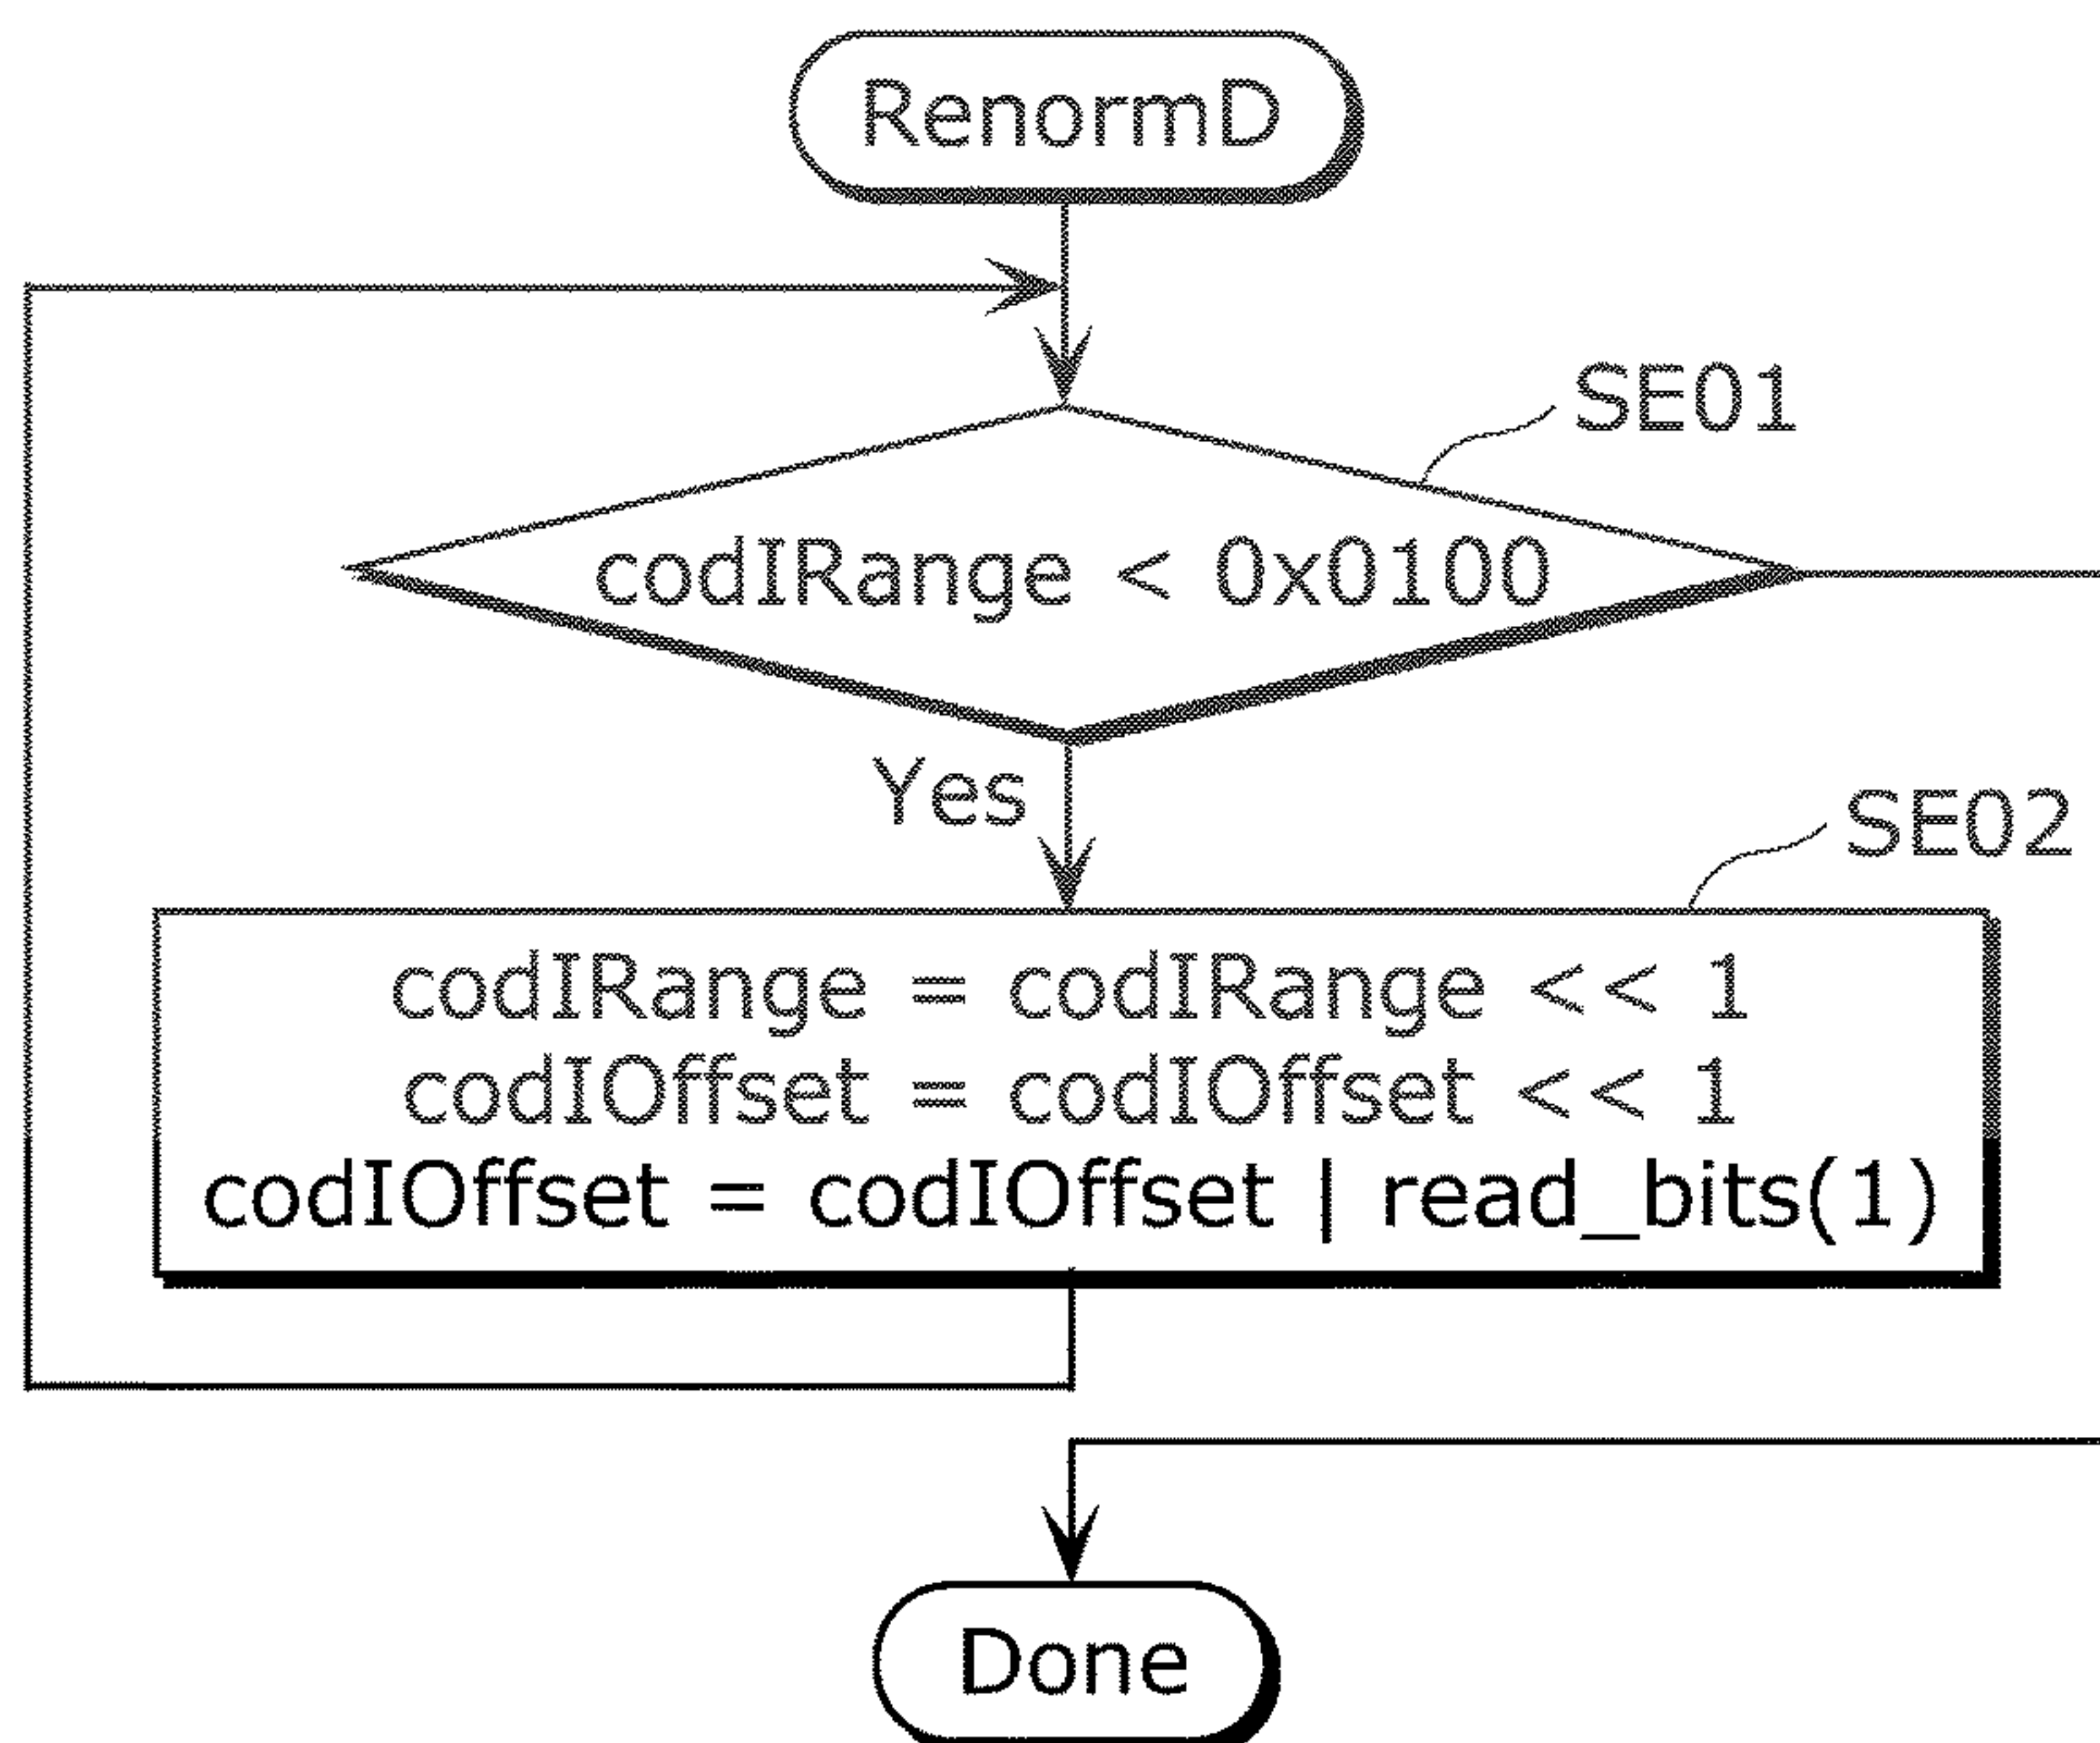 RenormD
SE01
codIRange < 0x0100
Yes
SE02
codIRange = codIRange << 1
codIOffset = codIOffset << 1
codIOffset = codIOffset | read_bits(1)
Done